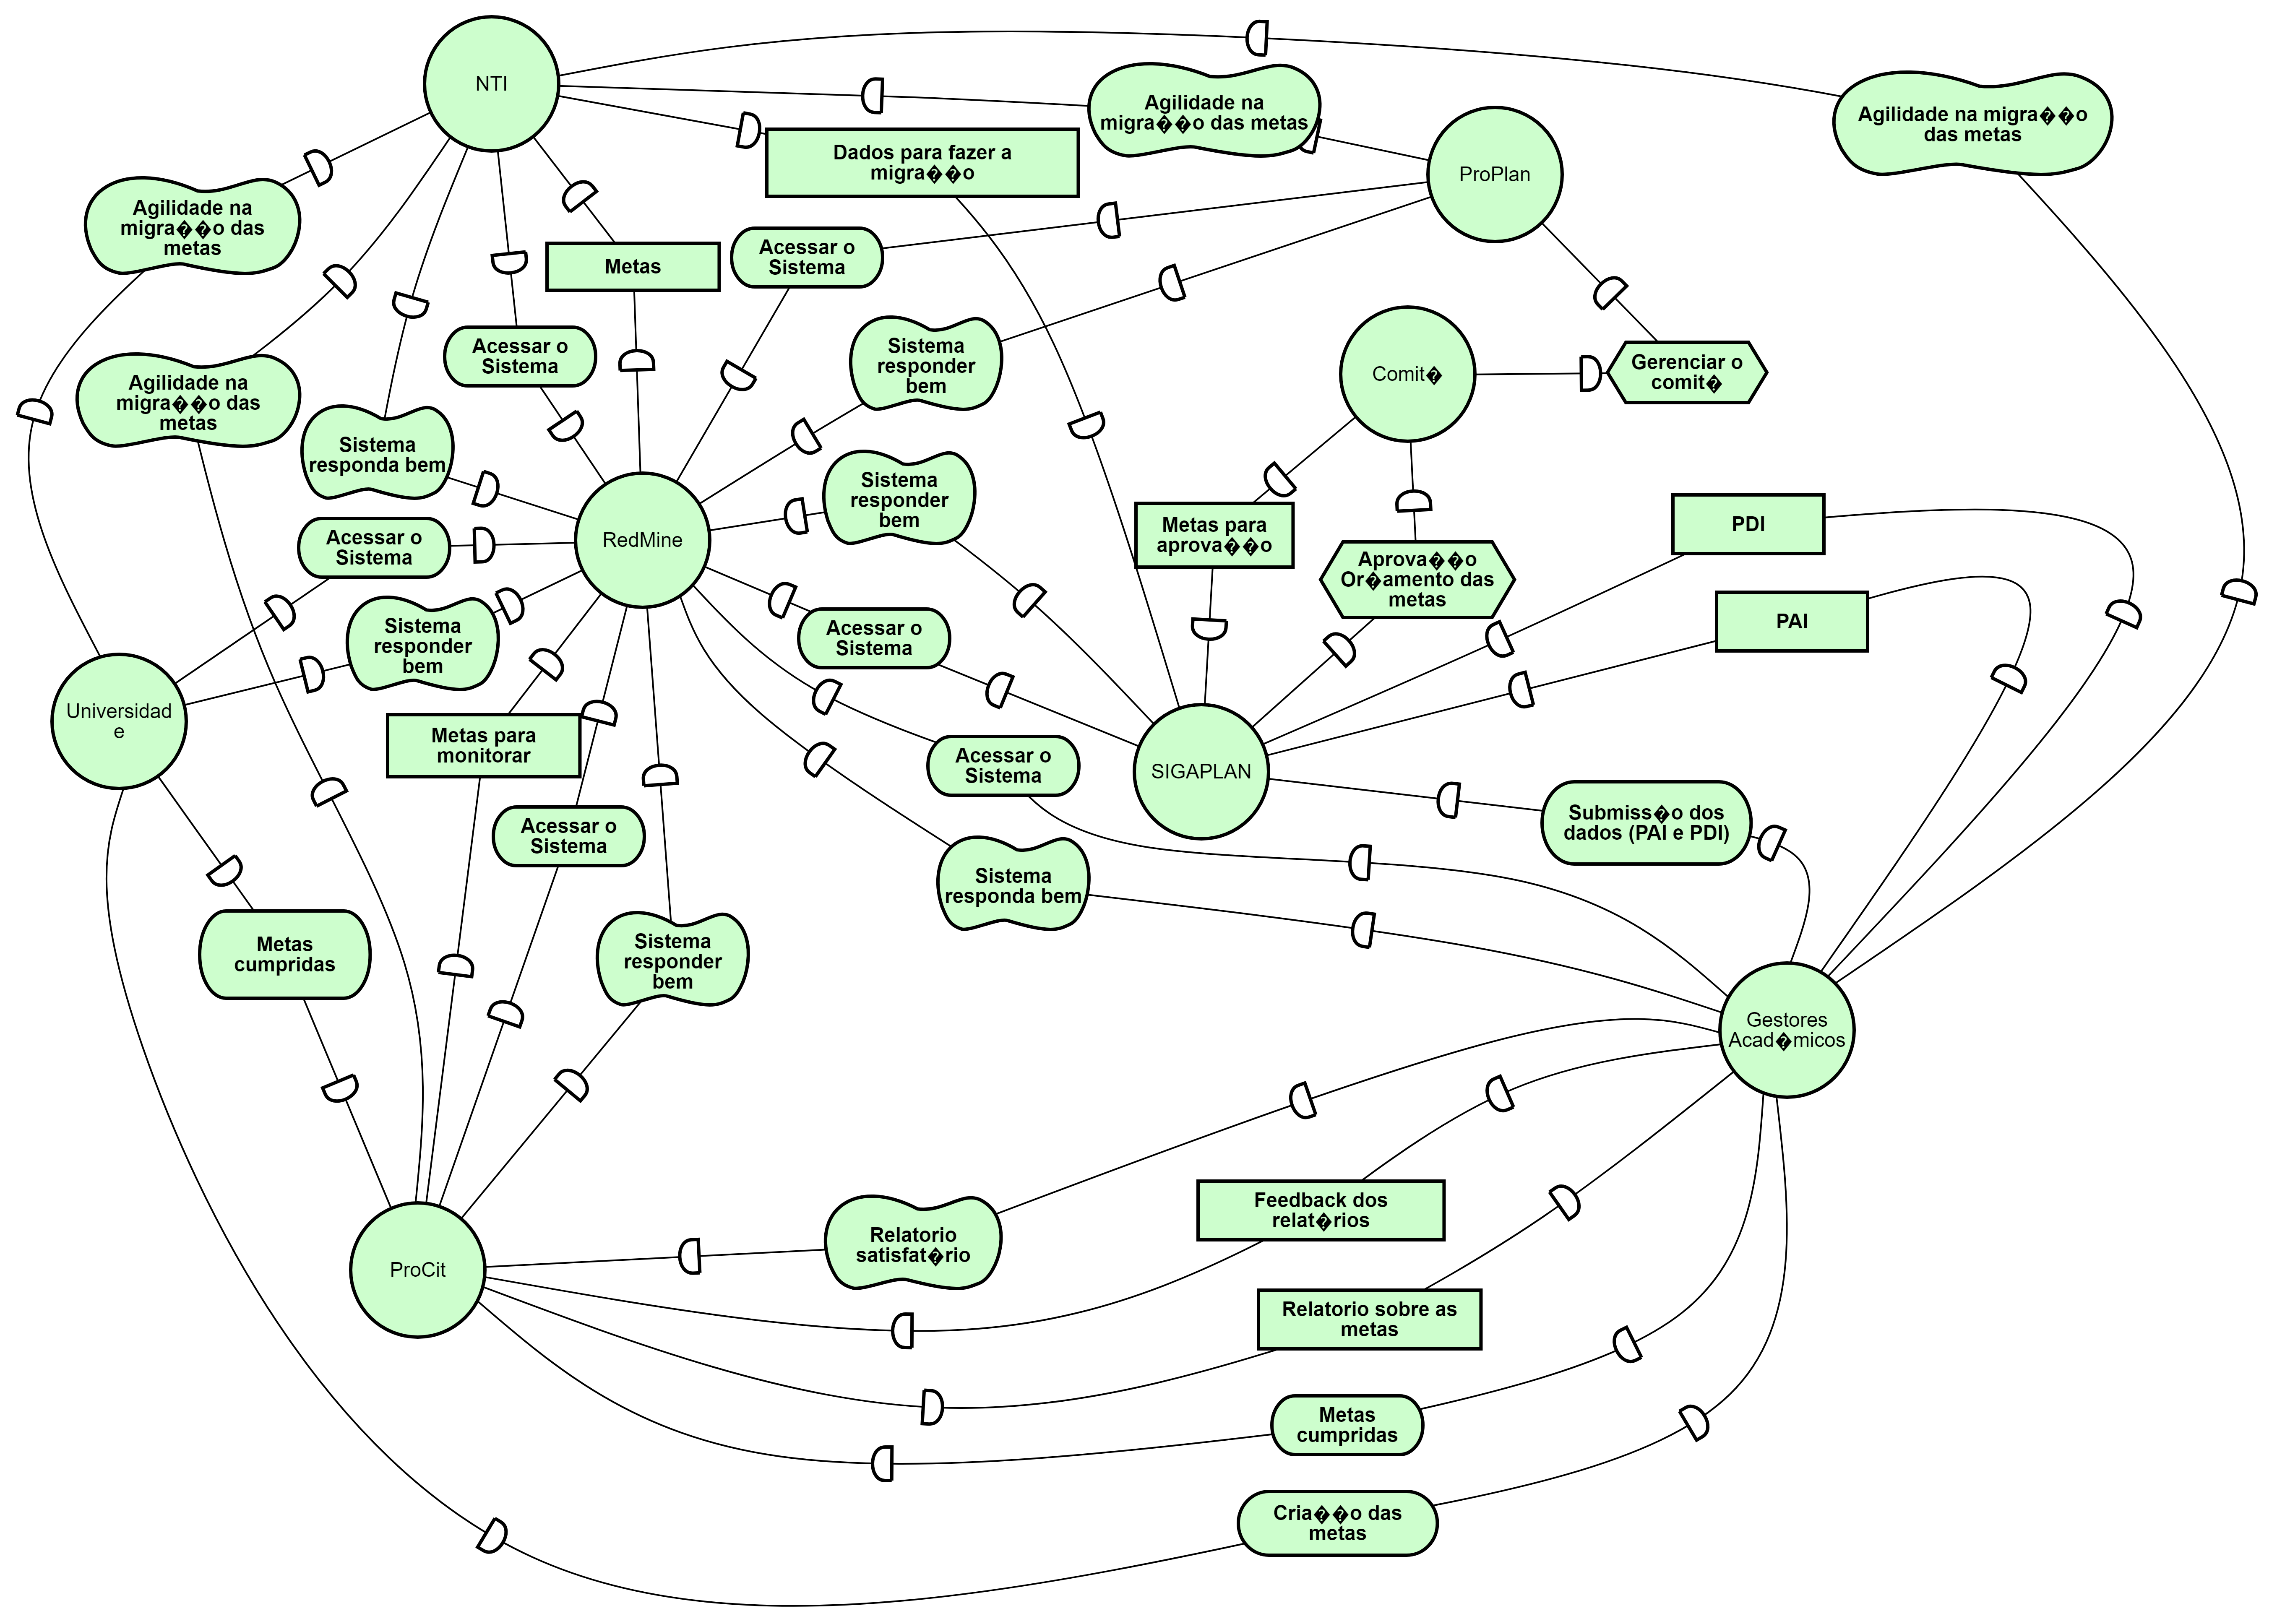 NTI
Agilidade na
migra��o das metas
Agilidade na migra��o
das metas
Dados para fazer a
migra��o
ProPlan
Agilidade na
migra��o das
metas
Metas
Acessar o
Sistema
Acessar o
Sistema
Sistema
responder
bem
Comit�
Gerenciar o
comit�
Agilidade na
migra��o das
metas
Sistema
responda bem
Sistema
responder
bem
RedMine
Acessar o
Sistema
Metas para
aprova��o
Aprova��o
Or�amento das
metas
PDI
PAI
Sistema
responder
bem
Acessar o
Sistema
Universidad
e
Metas para
monitorar
Acessar o
Sistema
SIGAPLAN
Acessar o
Sistema
Submiss�o dos
dados (PAI e PDI)
Sistema
responda bem
Metas
cumpridas
Sistema
responder
bem
Gestores
Acad�micos
Feedback dos
relat�rios
Relatorio
satisfat�rio
ProCit
Relatorio sobre as
metas
Metas
cumpridas
Cria��o das
metas